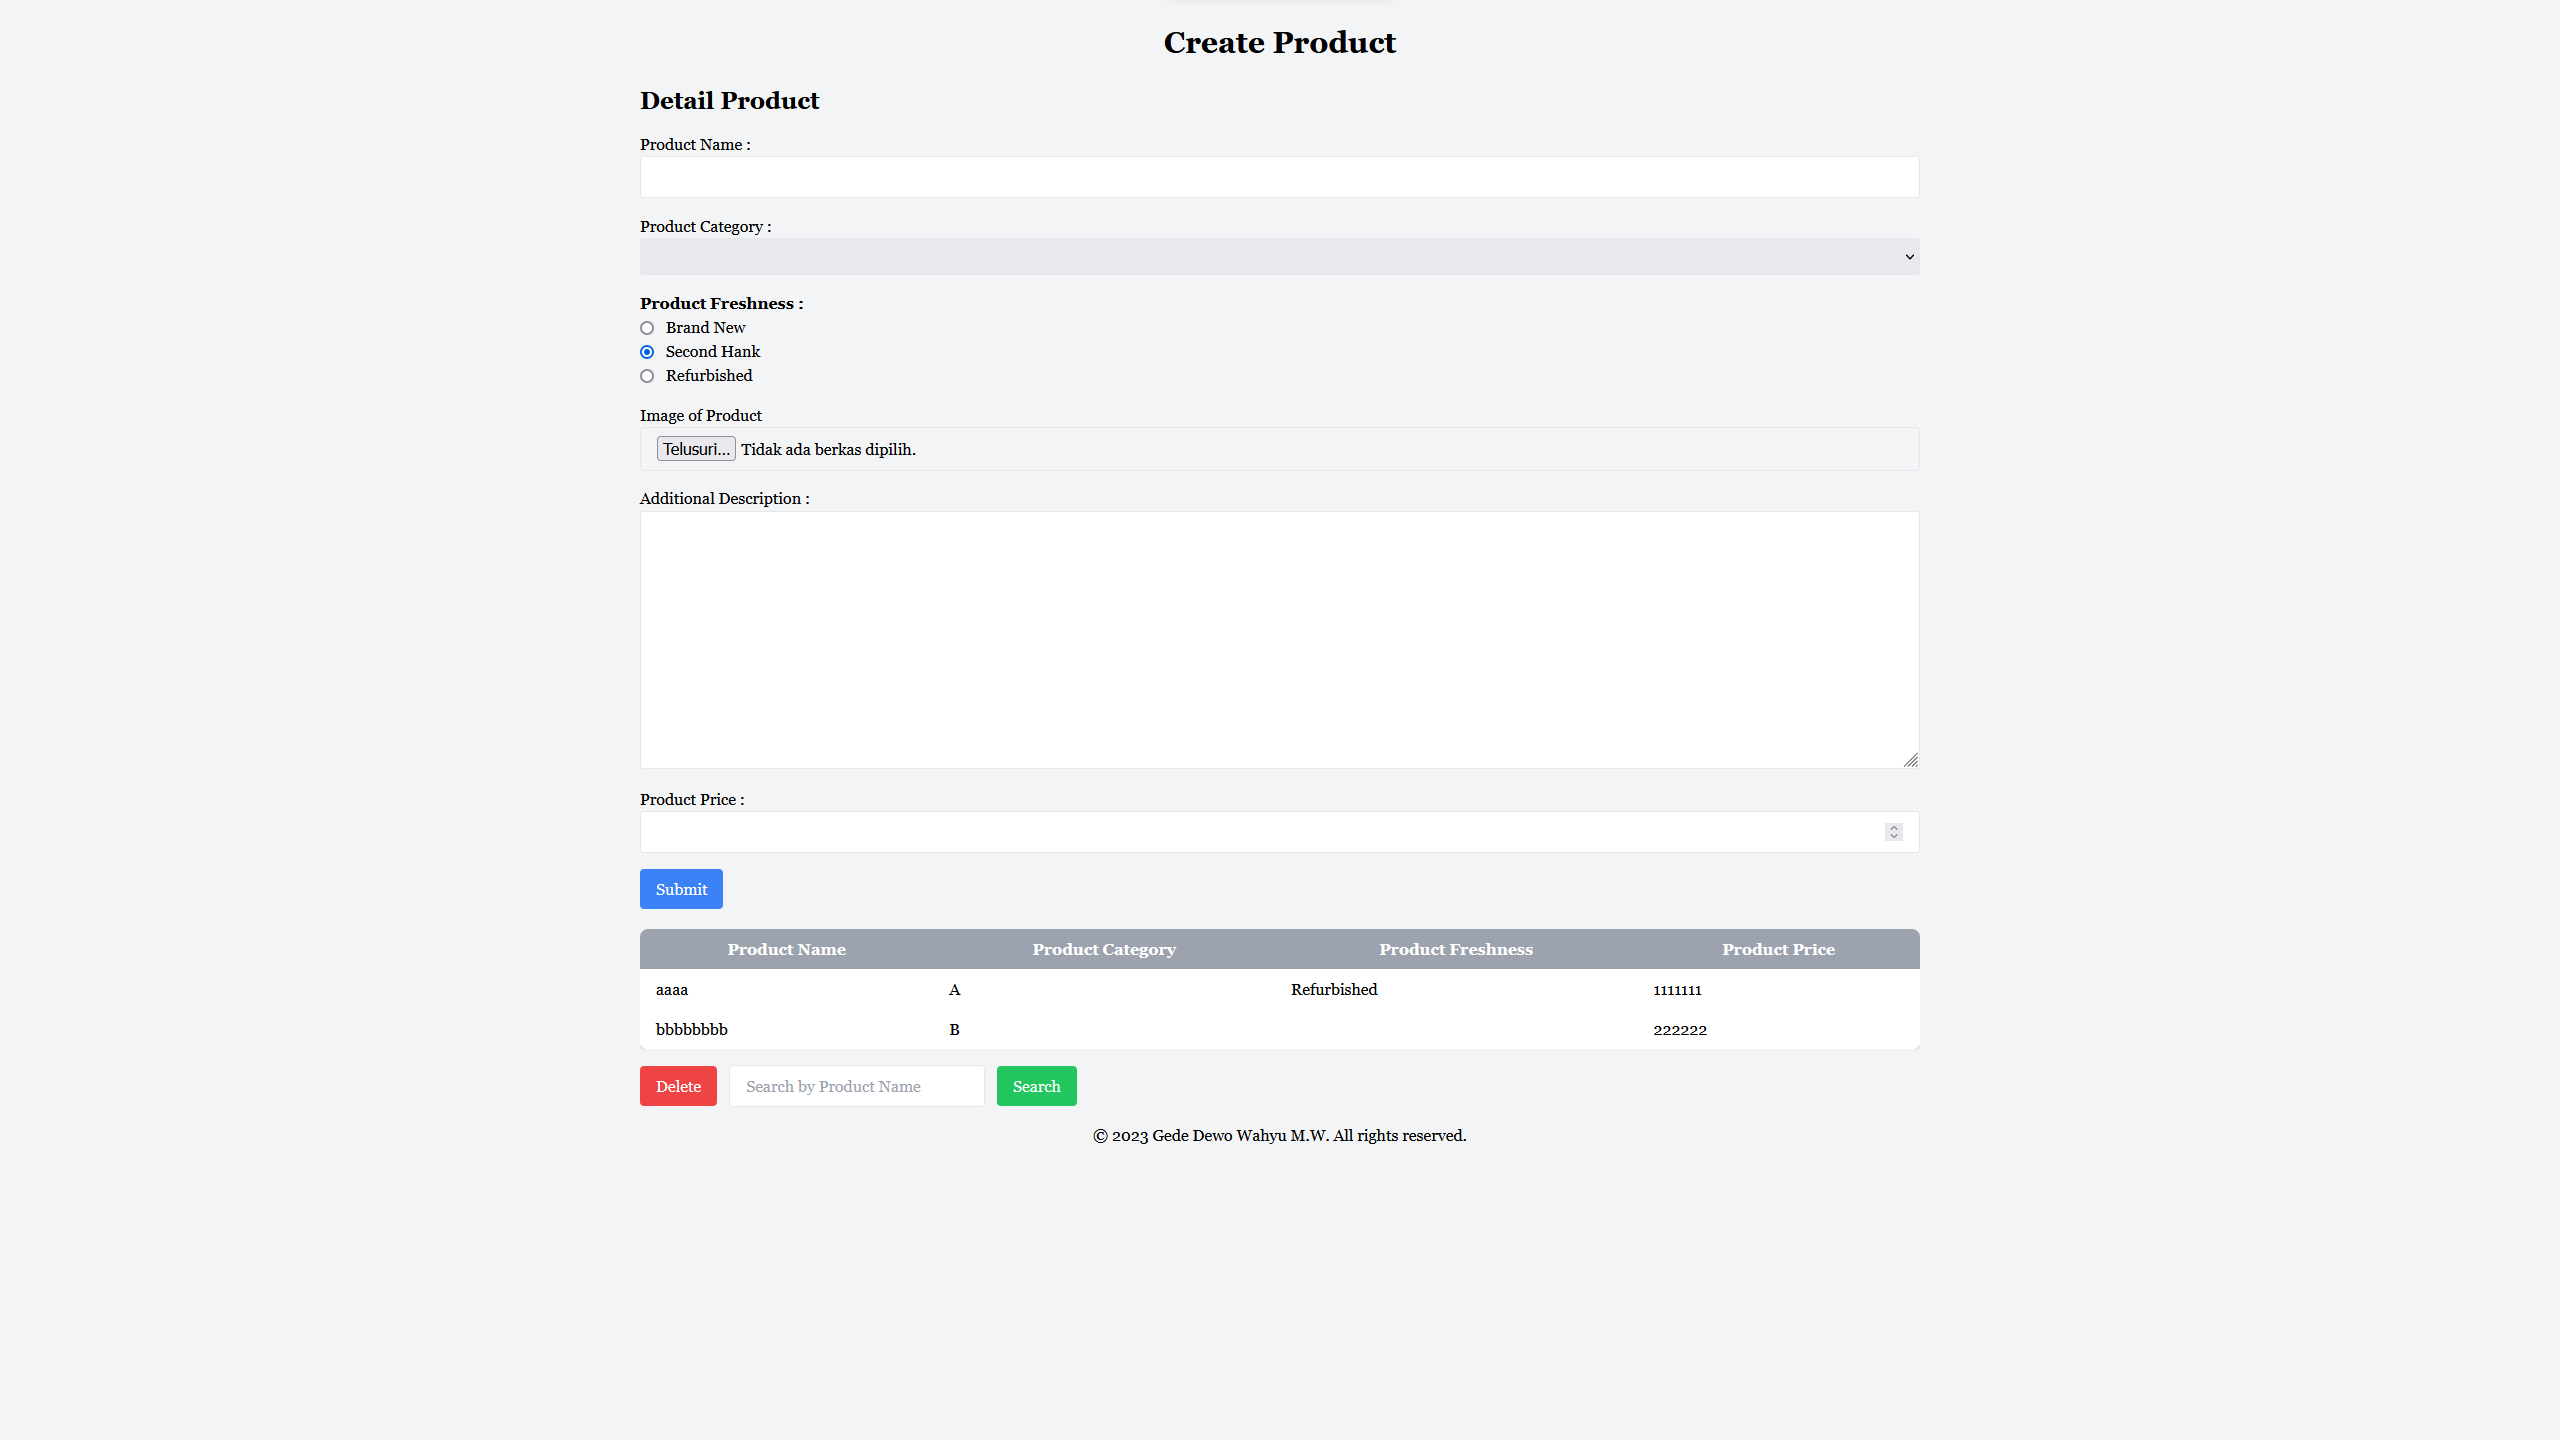 Create Product
Detail Product
Product Name :
Product Category :
Product Freshness :
Brand New
Second Hank
Refurbished
Image of Product
Telusuri... Tidak ada berkas dipilih.
Additional Description :
Product Price :
Submit
Product Name Product Category Product Freshness Product Price
aaaa A Refurbished 1111111
bbbbbbbb B 222222
Delete Search by Product Name Search
© 2023 Gede Dewo Wahyu M.W. All rights reserved.